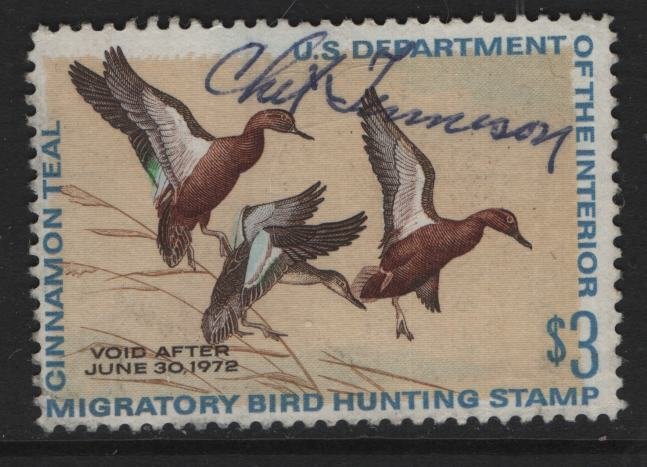 U.S. DEPARTMENT
OF THE INTERIOR
CINNAMON TEAL
VOID AFTER
JUNE 30, 1972
$3
MIGRATORY BIRD HUNTING STAMP